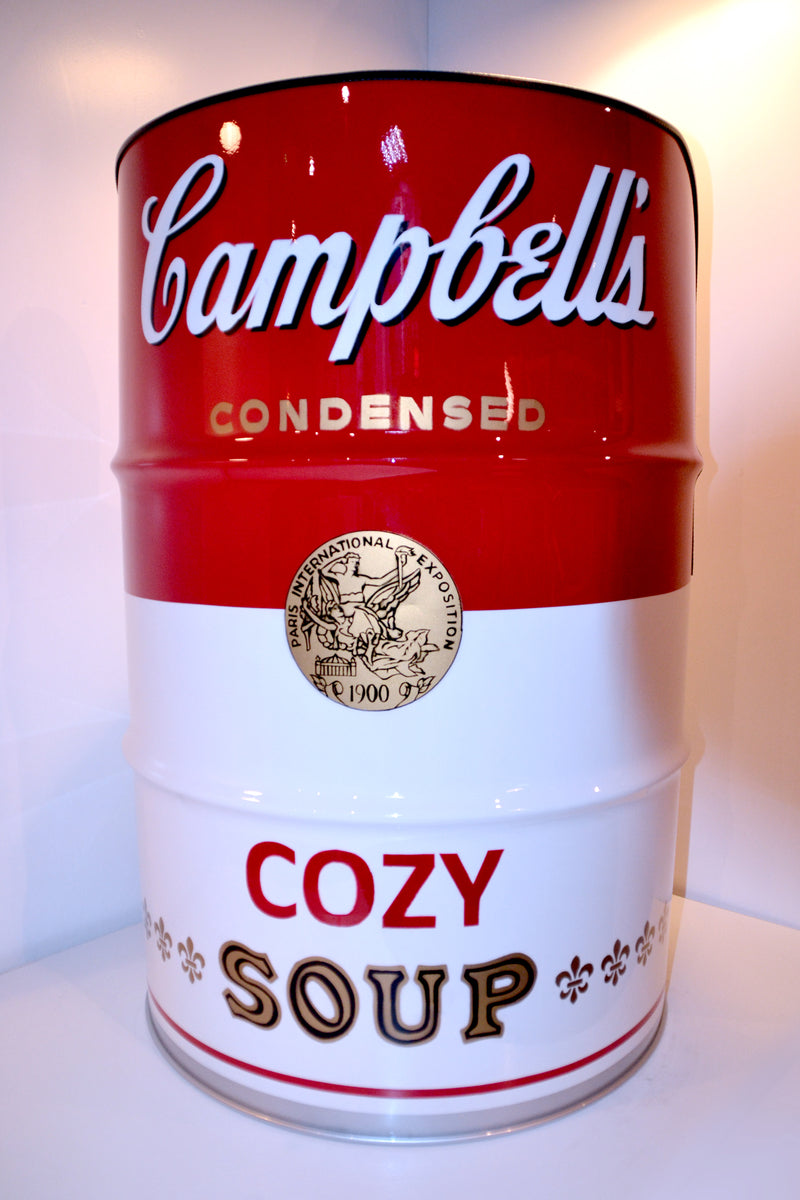 Campbell's
CONDENSED
PARIS INTERNATIONAL EXPOSITION
1900
COZY
SOUP